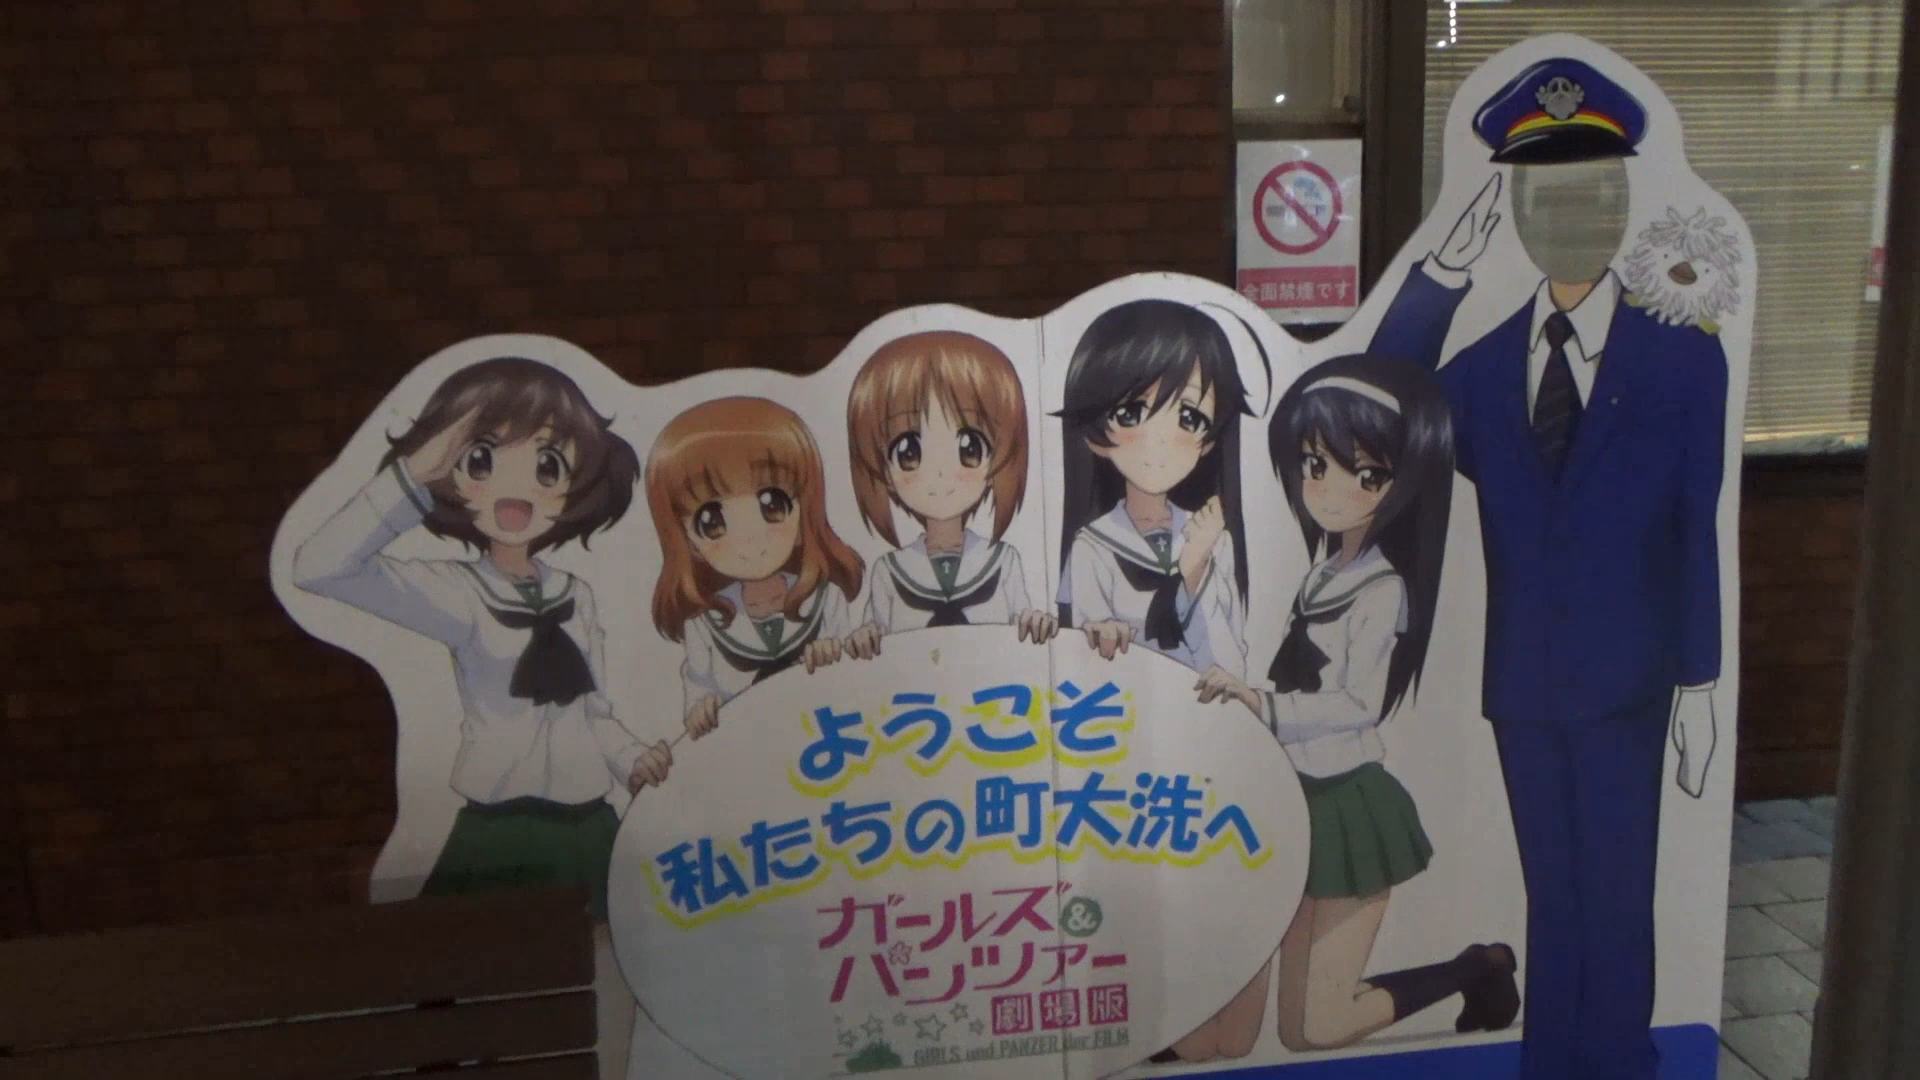 全面禁煙です
ようこそ
私たちの町大洗へ
ガールズ&
パンツァー
劇場版
GIRLS und PANZER der FILM